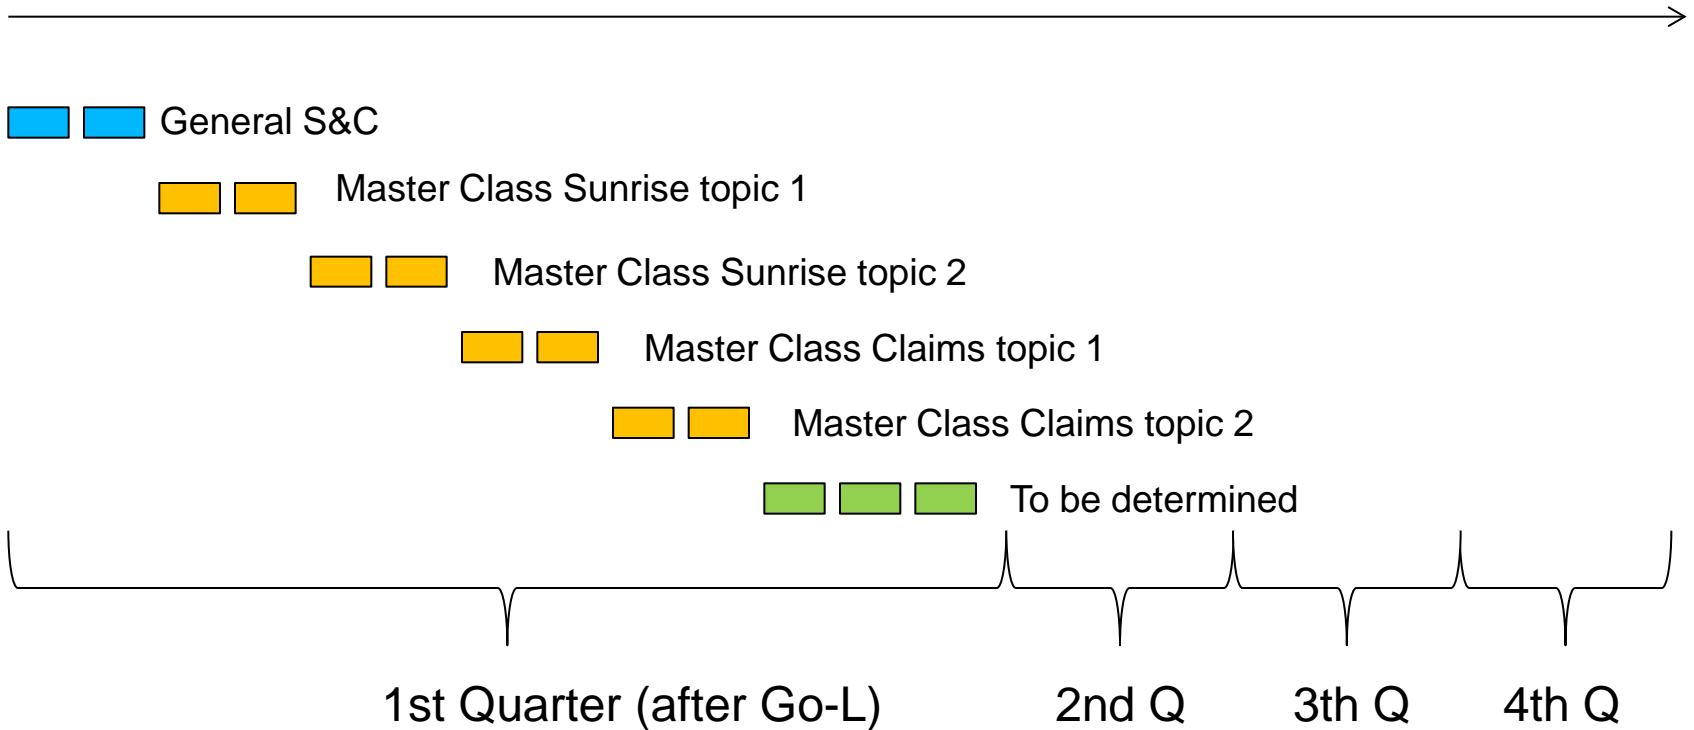 General S&C
Master Class Sunrise topic 1
Master Class Sunrise topic 2
Master Class Claims topic 1
Master Class Claims topic 2
To be determined
1st Quarter (after Go-L)
2nd Q
3th Q
4th Q